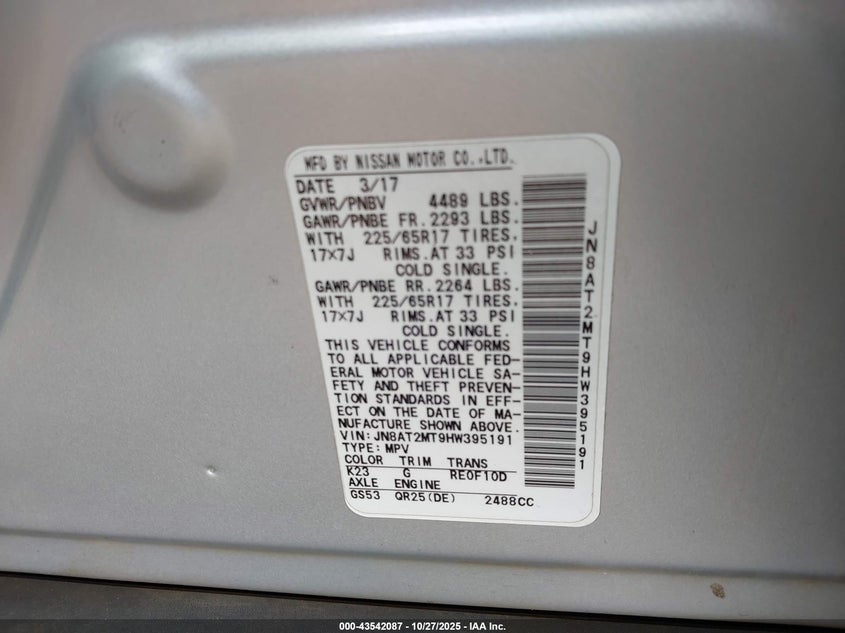 MFD BY NISSAN MOTOR CO.,LTD.
DATE 3/17
GVWR/PNBV 4489 LBS.
GAWR/PNBE FR. 2293 LBS.
WITH 225/65R17 TIRES,
17×7J RIMS.AT 33 PSI
COLD SINGLE.
GAWR/PNBE RR. 2264 LBS.
WITH 225/65R17 TIRES,
17×7J RIMS.AT 33 PSI
COLD SINGLE.
THIS VEHICLE CONFORMS
TO ALL APPLICABLE FED-
ERAL MOTOR VEHICLE SA-
FETY AND THEFT PREVEN-
TION STANDARDS IN EFF-
ECT ON THE DATE OF MA-
NUFACTURE SHOWN ABOVE.
VIN: JN8AT2MT9HW395191
TYPE: MPV
COLOR TRIM TRANS
K23 G RE0F10D
AXLE ENGINE
GS53 QR25(DE) 2488CC
JN8AT2MT9HW395191
000-43542087 | 10/27/2025 - IAA Inc.